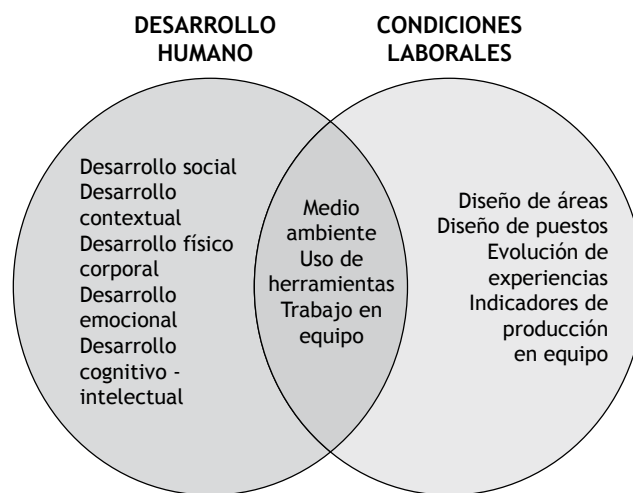 DESARROLLO
HUMANO
CONDICIONES
LABORALES
Desarrollo social
Desarrollo
contextual
Desarrollo físico
corporal
Desarrollo
emocional
Desarrollo
cognitivo -
intelectual
Medio
ambiente
Uso de
herramientas
Trabajo en
equipo
Diseño de áreas
Diseño de puestos
Evolución de
experiencias
Indicadores de
producción
en equipo